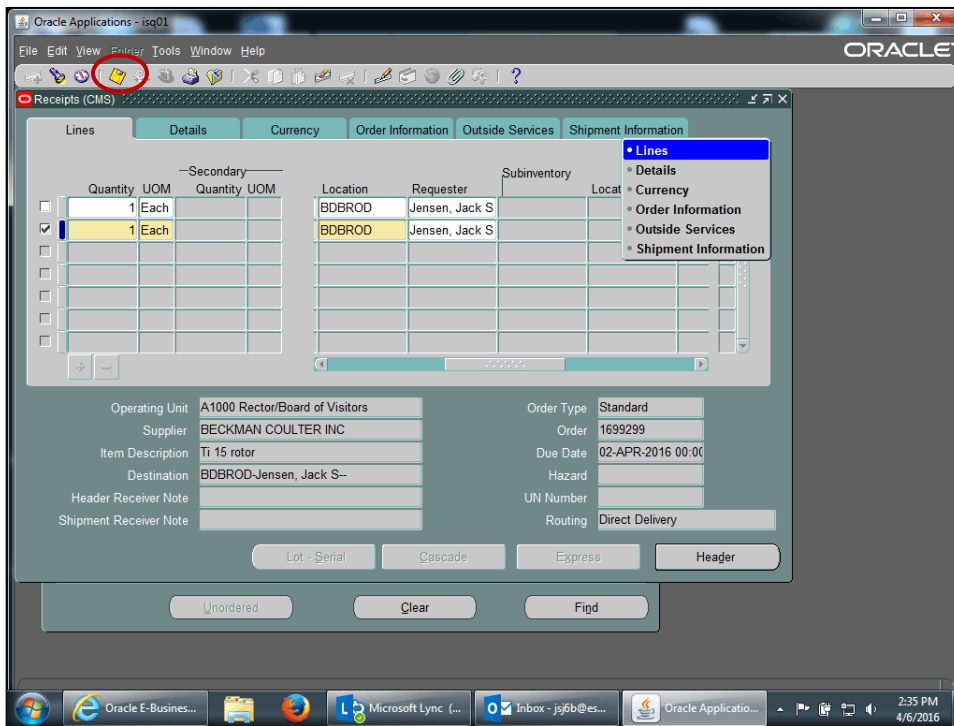 Oracle Applications - isq01
File Edit View Folder Tools Window Help
ORACLE
Receipts (CMS)
Lines Details Currency Order Information Outside Services Shipment Information
Lines
Details
Currency
Order Information
Outside Services
Shipment Information
Secondary
Subinventory
Quantity UOM Quantity UOM Location Requester Locat
1 Each BDBROD Jensen, Jack S
1 Each BDBROD Jensen, Jack S
Operating Unit A1000 Rector/Board of Visitors Order Type Standard
Supplier BECKMAN COULTER INC Order 1699299
Item Description Ti 15 rotor Due Date 02-APR-2016 00:00
Destination BDBROD-Jensen, Jack S-- Hazard
Header Receiver Note UN Number
Shipment Receiver Note Routing Direct Delivery
Lot - Serial Cascade Express Header
Unordered Clear Find
Oracle E-Busines... Microsoft Lync (... Inbox - jsj6b@es... Oracle Applicatio... 2:35 PM
4/6/2016